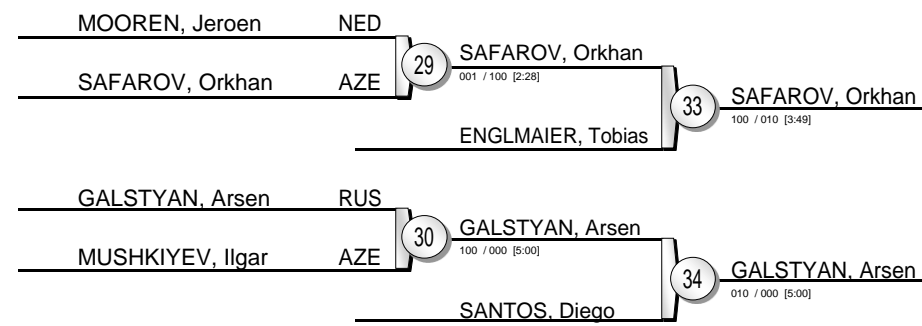 MOOREN, Jeroen NED
SAFAROV, Orkhan AZE
29
SAFAROV, Orkhan
001 / 100 [2:28]
ENGLMAIER, Tobias
33
SAFAROV, Orkhan
100 / 010 [3:49]
GALSTYAN, Arsen RUS
MUSHKIYEV, Ilgar AZE
30
GALSTYAN, Arsen
100 / 000 [5:00]
SANTOS, Diego
34
GALSTYAN, Arsen
010 / 000 [5:00]